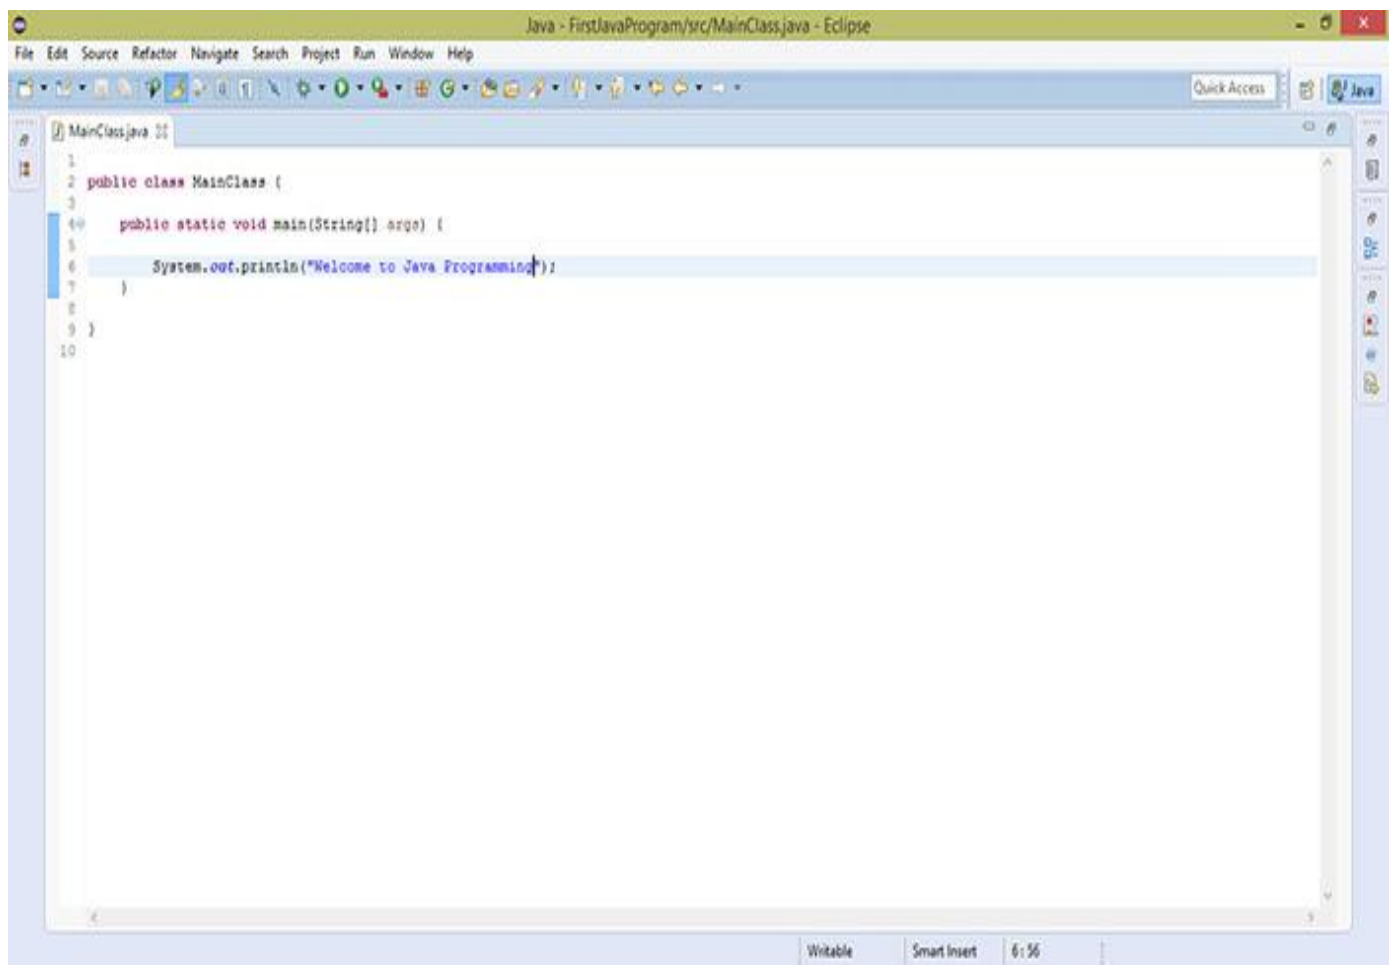 Java - FirstJavaProgram/src/MainClass.java - Eclipse
File Edit Source Refactor Navigate Search Project Run Window Help
Quick Access
Java
MainClass.java
1
2 public class MainClass {
3
4 public static void main(String[] args) {
5
6 System.out.println("Welcome to Java Programming");
7 }
8
9 }
10
Writable Smart Insert 6 : 56